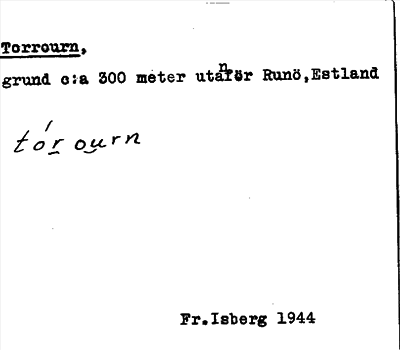 Torrourn,
grund c:a 300 meter utanför Runö,Estland
tórourn
Fr.Isberg 1944